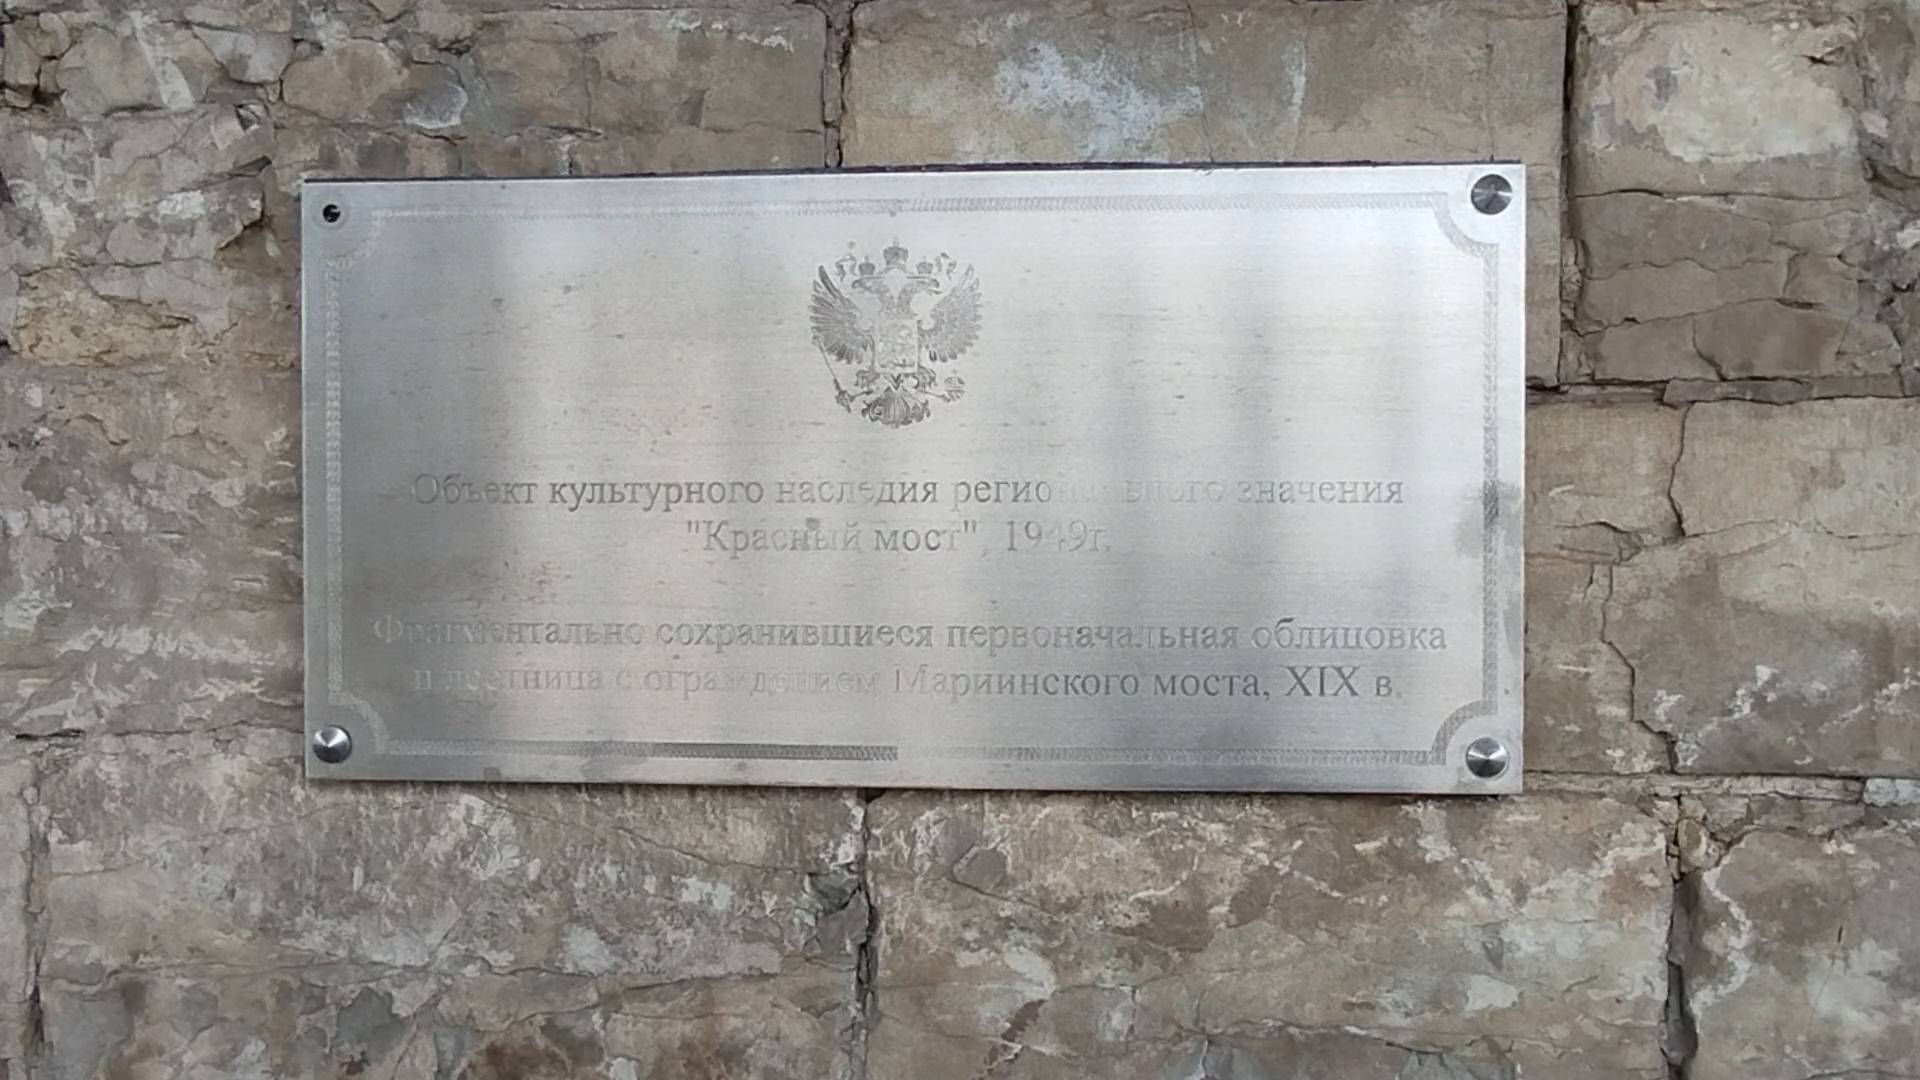 Объект культурного наследия регионального значения
"Красный мост", 1949г.
Фрагментально сохранившиеся первоначальная облицовка
и лестница с ограждением Мариинского моста, XIX в.